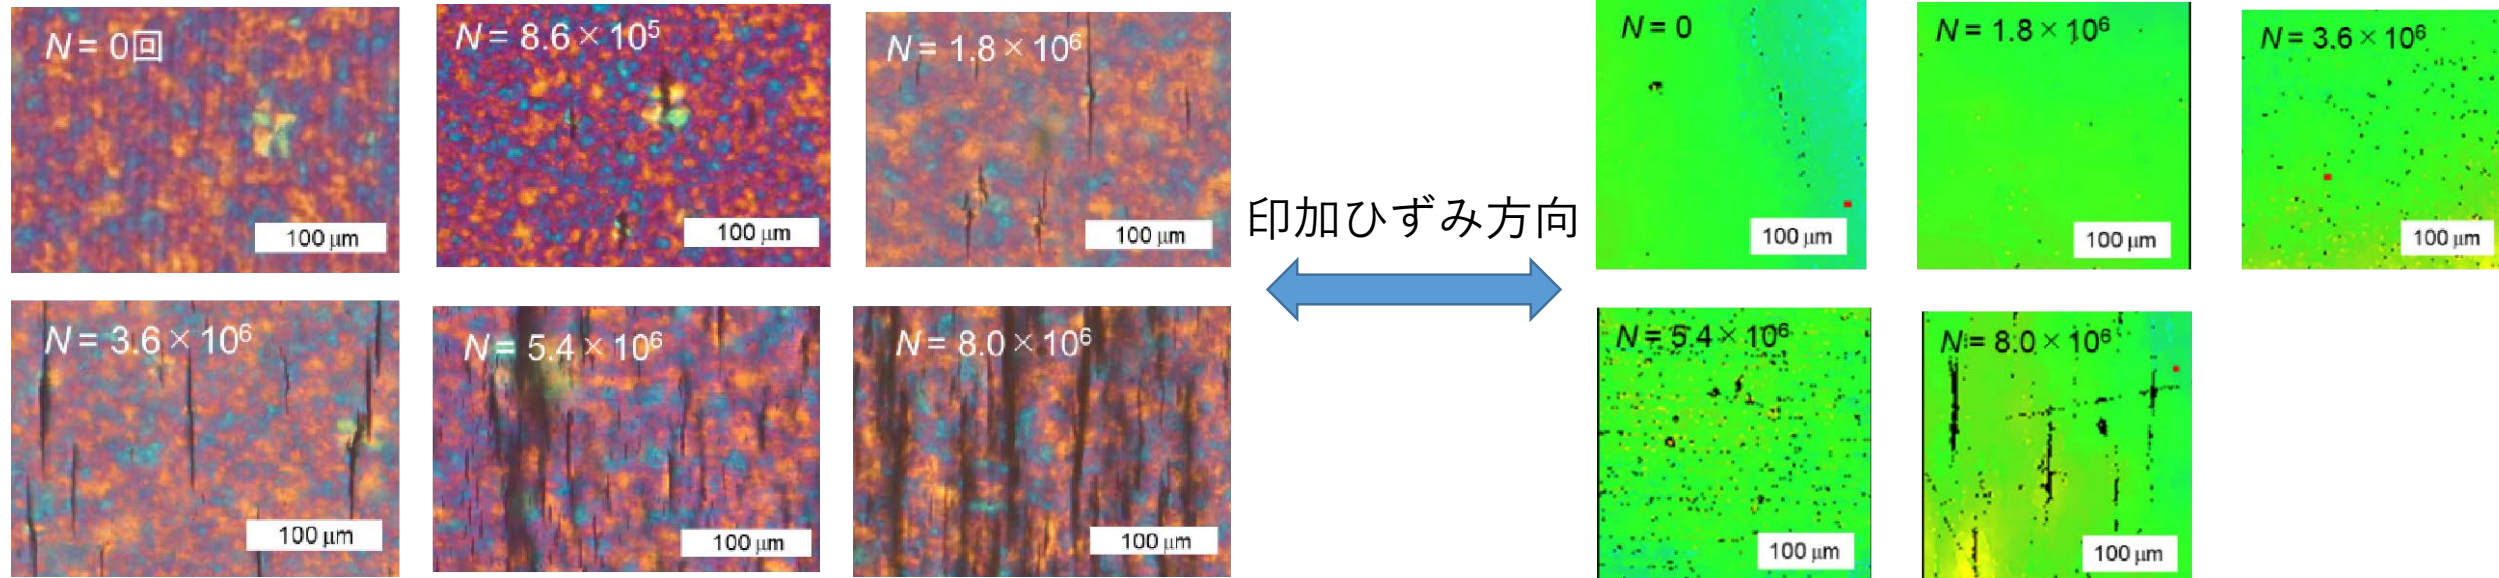 N = 0回
100 μm
N = 8.6 × 10⁵
100 μm
N = 1.8 × 10⁶
100 μm
N = 3.6 × 10⁶
100 μm
N = 5.4 × 10⁶
100 μm
N = 8.0 × 10⁶
100 μm
印加ひずみ方向
N = 0
100 μm
N = 1.8 × 10⁶
100 μm
N = 3.6 × 10⁶
100 μm
N = 5.4 × 10⁶
100 μm
N = 8.0 × 10⁶
100 μm